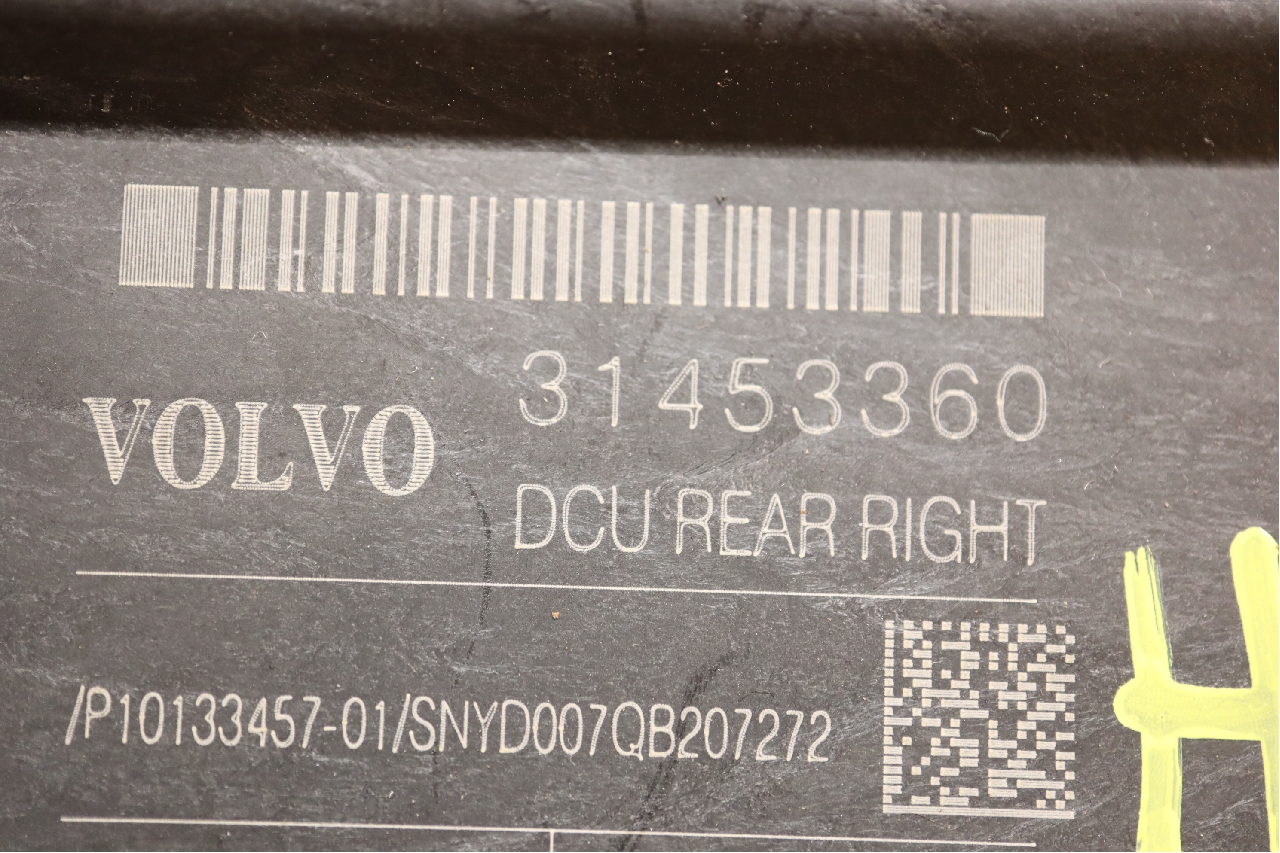 31453360
VOLVO
DCU REAR RIGHT
/P10133457-01/SNYD007QB207272
H